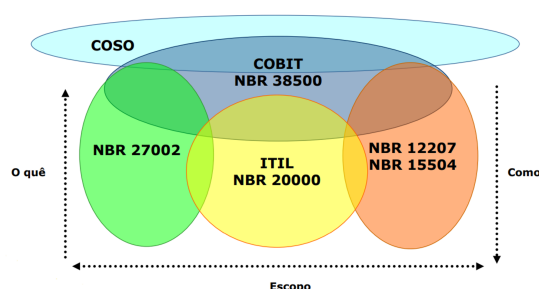 COSO
COBIT
NBR 38500
NBR 27002
ITIL
NBR 20000
NBR 12207
NBR 15504
O quê
Como
Escopo